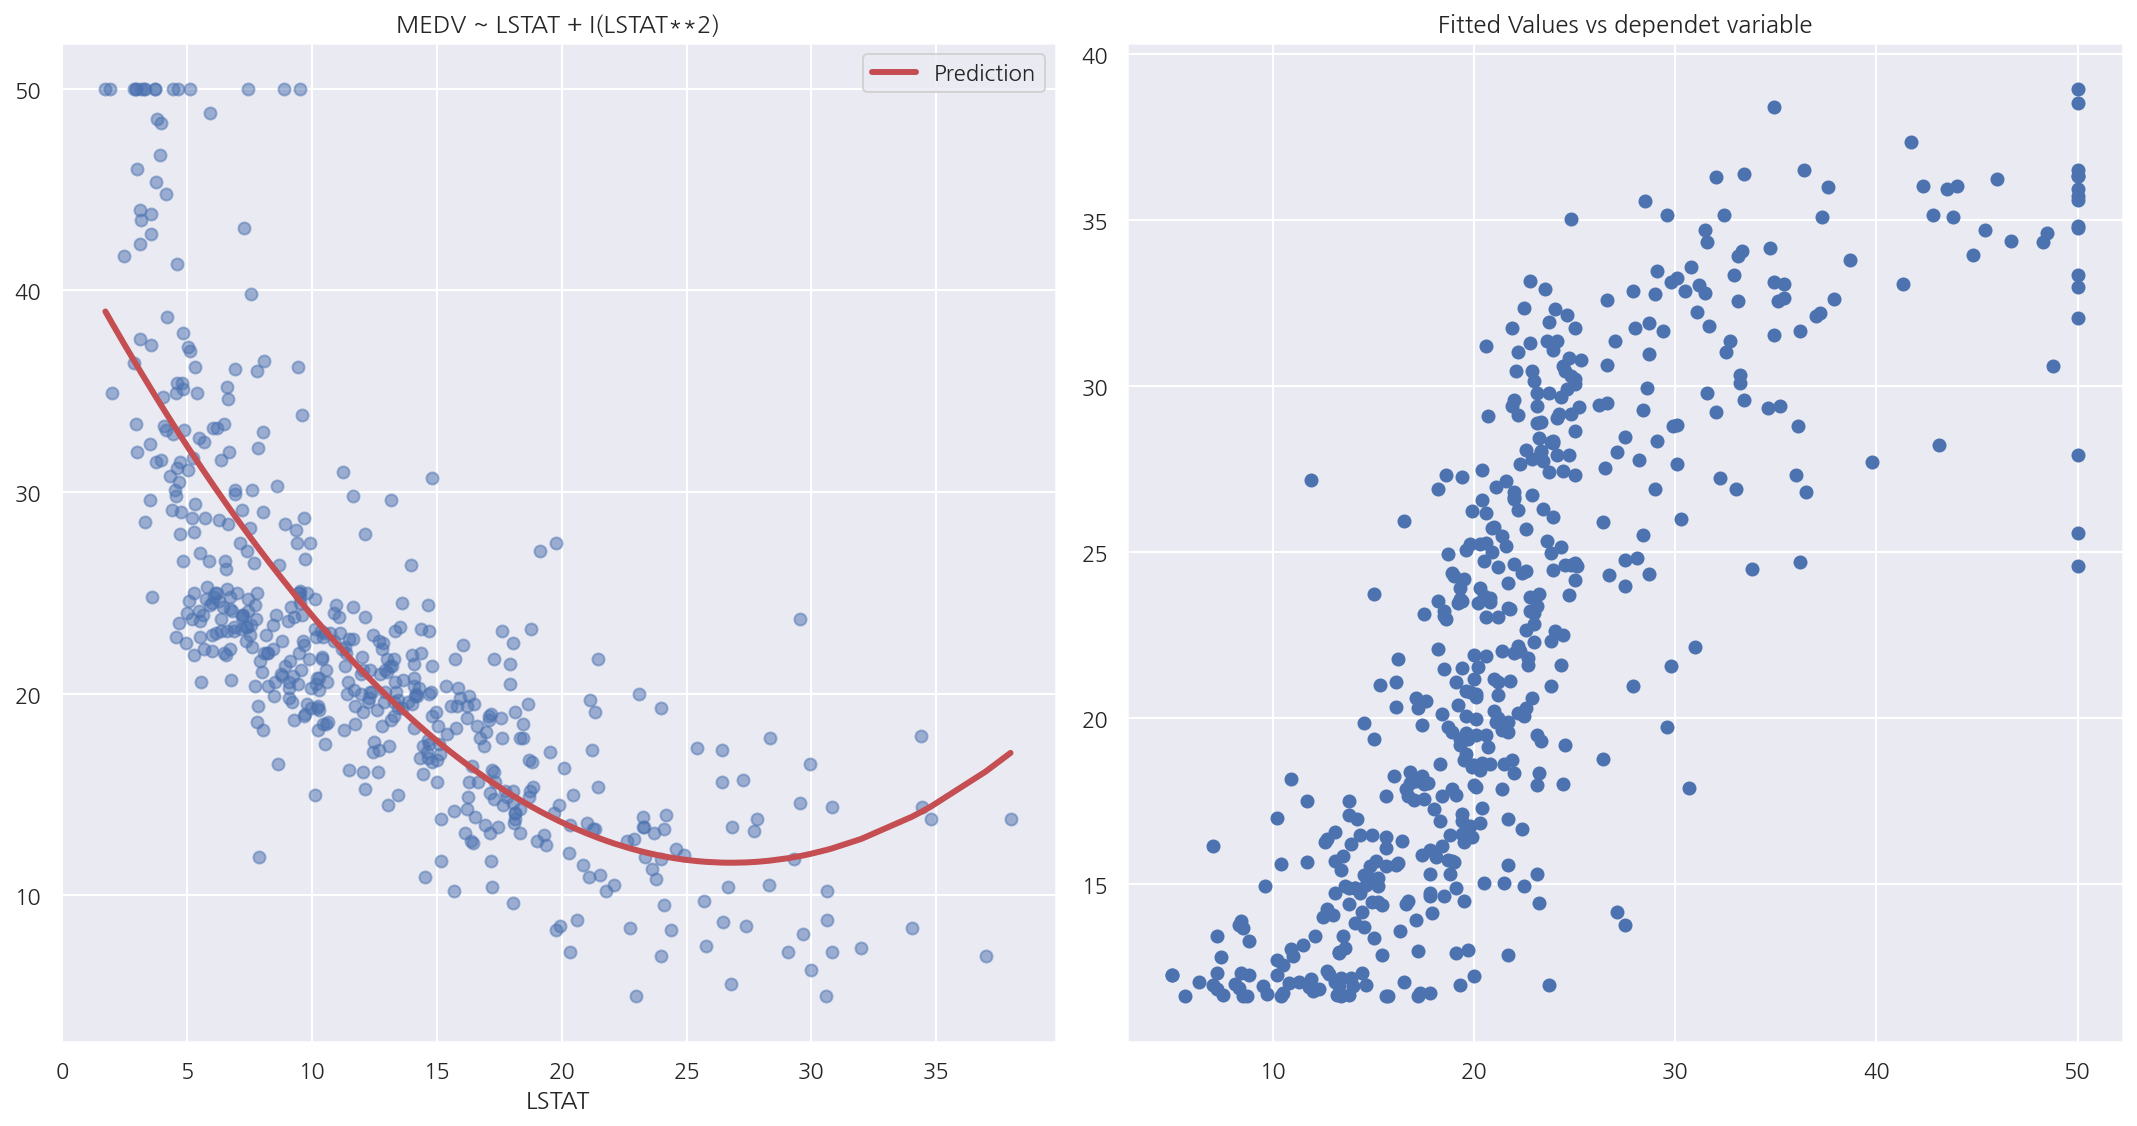 MEDV ~ LSTAT + I(LSTAT**2)
Prediction
50
40
30
20
10
0 5 10 15 20 25 30 35
LSTAT
Fitted Values vs dependet variable
40
35
30
25
20
15
10 20 30 40 50